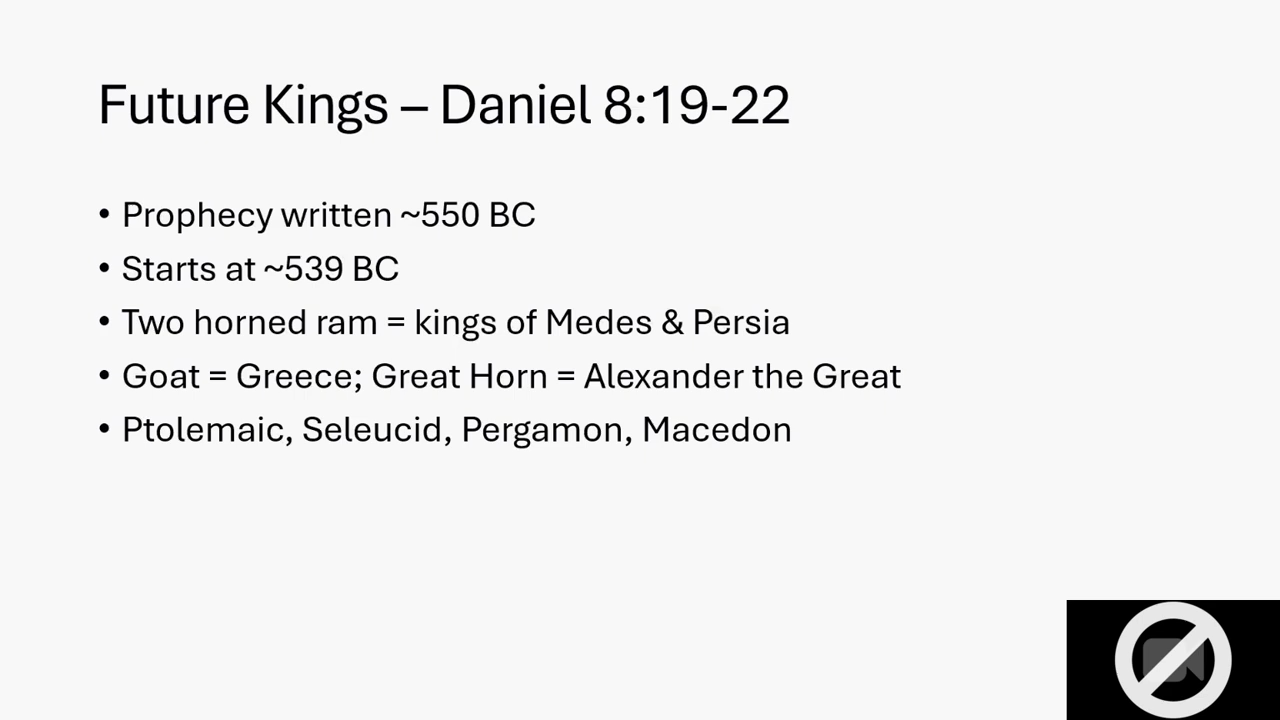 Future Kings – Daniel 8:19-22
• Prophecy written ~550 BC
• Starts at ~539 BC
• Two horned ram = kings of Medes & Persia
• Goat = Greece; Great Horn = Alexander the Great
• Ptolemaic, Seleucid, Pergamon, Macedon